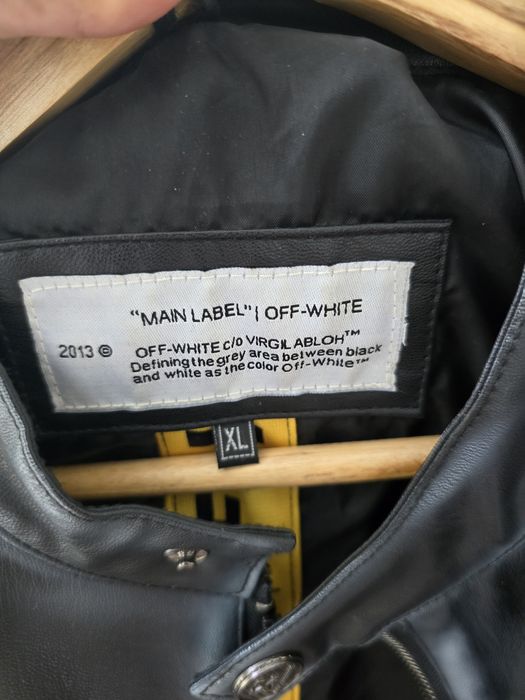 "MAIN LABEL" | OFF-WHITE
2013 ©
OFF-WHITE c/o VIRGIL ABLOH™
Defining the grey area between black
and white as the color Off-White™
XL